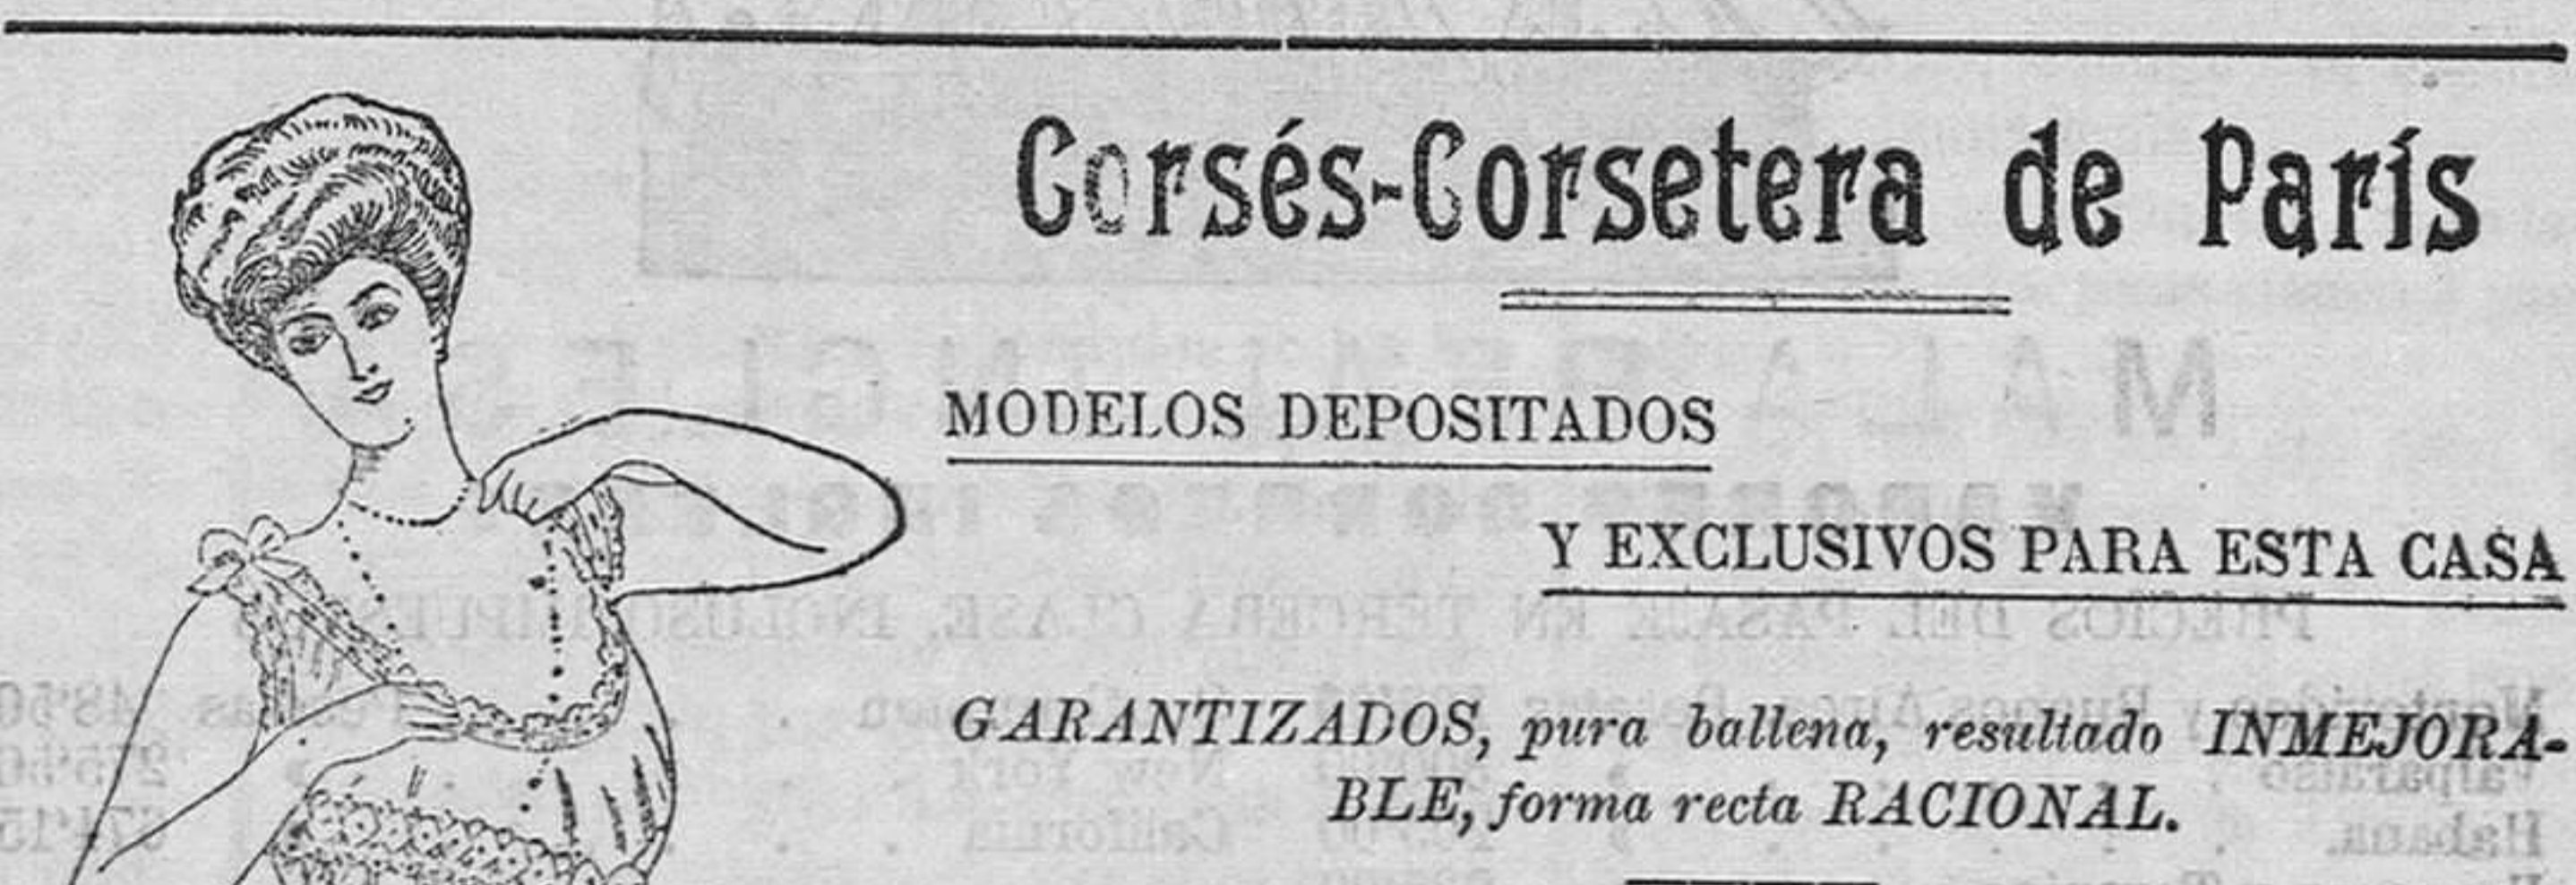 Corsés-Corsetera de París
MODELOS DEPOSITADOS
Y EXCLUSIVOS PARA ESTA CASA
GARANTIZADOS, pura ballena, resultado INMEJORA-
BLE, forma recta RACIONAL.